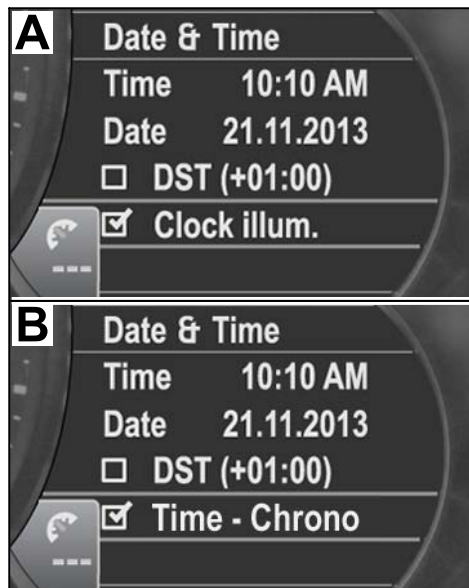 A
Date & Time
Time 10:10 AM
Date 21.11.2013
DST (+01:00)
Clock illum.
---
B
Date & Time
Time 10:10 AM
Date 21.11.2013
DST (+01:00)
Time - Chrono
---